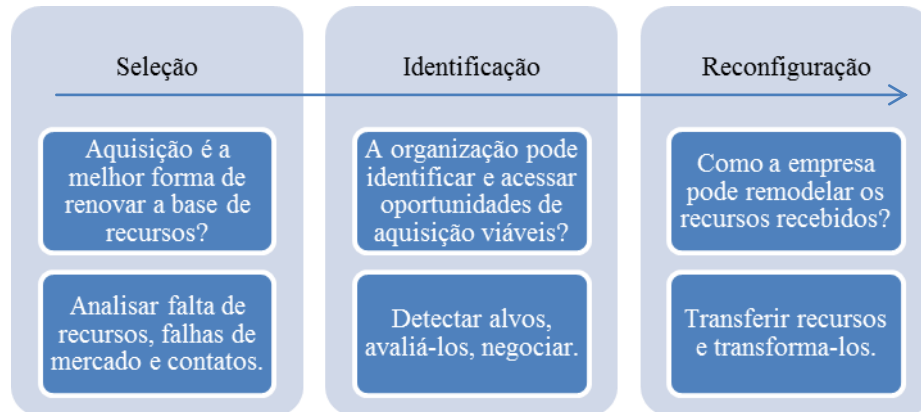 Seleção
Aquisição é a
melhor forma de
renovar a base de
recursos?
Analisar falta de
recursos, falhas de
mercado e contatos.
Identificação
A organização pode
identificar e acessar
oportunidades de
aquisição viáveis?
Detectar alvos,
avaliá-los, negociar.
Reconfiguração
Como a empresa
pode remodelar os
recursos recebidos?
Transferir recursos
e transforma-los.